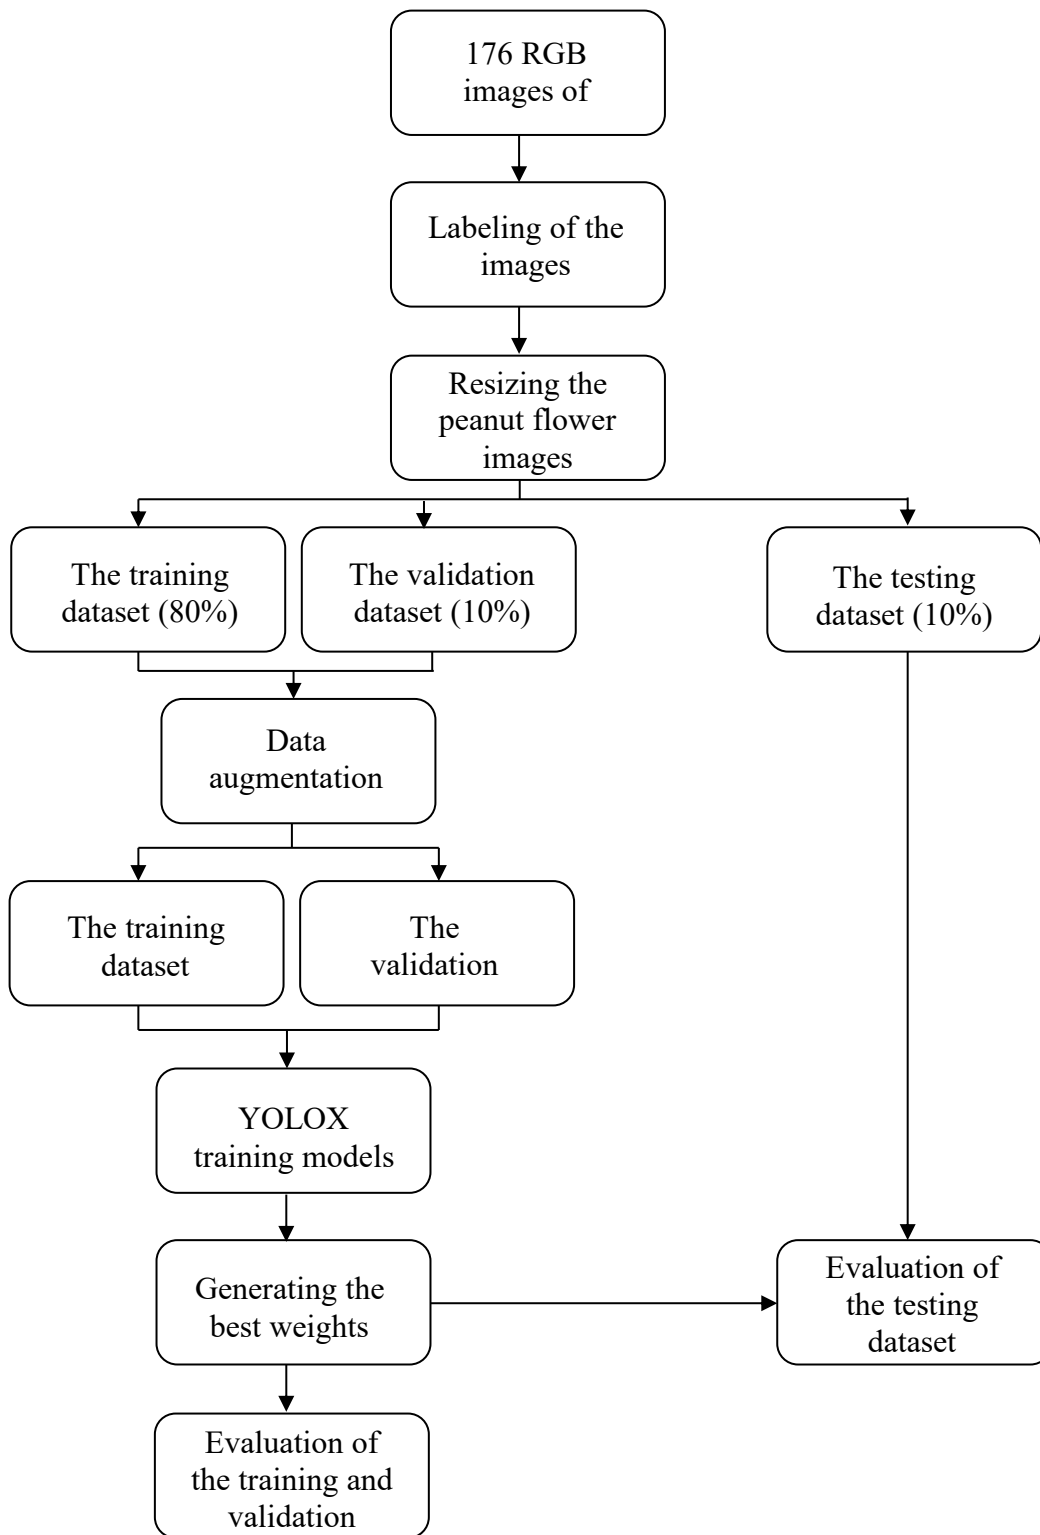 176 RGB
images of
Labeling of the
images
Resizing the
peanut flower
images
The training
dataset (80%)
The validation
dataset (10%)
The testing
dataset (10%)
Data
augmentation
The training
dataset
The
validation
YOLOX
training models
Generating the
best weights
Evaluation of
the testing
dataset
Evaluation of
the training and
validation